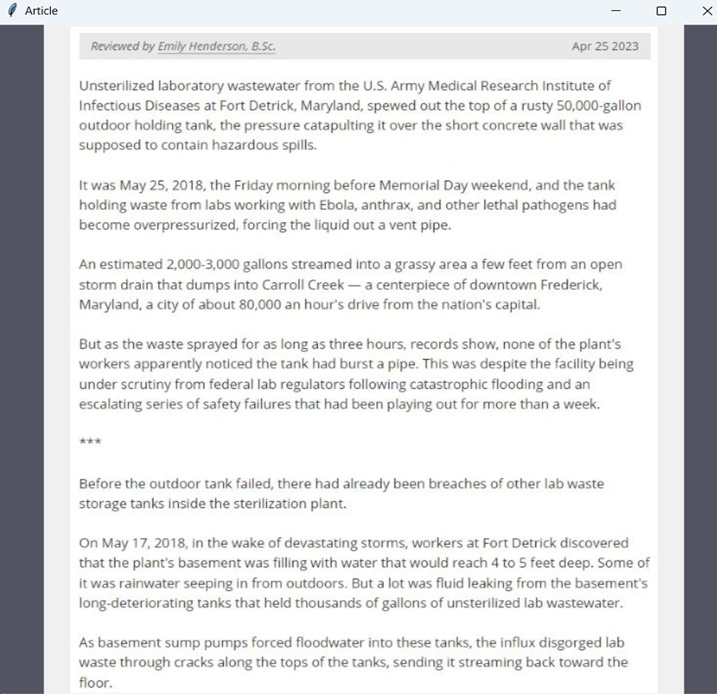 Article
Reviewed by Emily Henderson, B.Sc. Apr 25 2023
Unsterilized laboratory wastewater from the U.S. Army Medical Research Institute of
Infectious Diseases at Fort Detrick, Maryland, spewed out the top of a rusty 50,000-gallon
outdoor holding tank, the pressure catapulting it over the short concrete wall that was
supposed to contain hazardous spills.
It was May 25, 2018, the Friday morning before Memorial Day weekend, and the tank
holding waste from labs working with Ebola, anthrax, and other lethal pathogens had
become overpressurized, forcing the liquid out a vent pipe.
An estimated 2,000-3,000 gallons streamed into a grassy area a few feet from an open
storm drain that dumps into Carroll Creek — a centerpiece of downtown Frederick,
Maryland, a city of about 80,000 an hour's drive from the nation's capital.
But as the waste sprayed for as long as three hours, records show, none of the plant's
workers apparently noticed the tank had burst a pipe. This was despite the facility being
under scrutiny from federal lab regulators following catastrophic flooding and an
escalating series of safety failures that had been playing out for more than a week.
***
Before the outdoor tank failed, there had already been breaches of other lab waste
storage tanks inside the sterilization plant.
On May 17, 2018, in the wake of devastating storms, workers at Fort Detrick discovered
that the plant's basement was filling with water that would reach 4 to 5 feet deep. Some of
it was rainwater seeping in from outdoors. But a lot was fluid leaking from the basement's
long-deteriorating tanks that held thousands of gallons of unsterilized lab wastewater.
As basement sump pumps forced floodwater into these tanks, the influx disgorged lab
waste through cracks along the tops of the tanks, sending it streaming back toward the
floor.